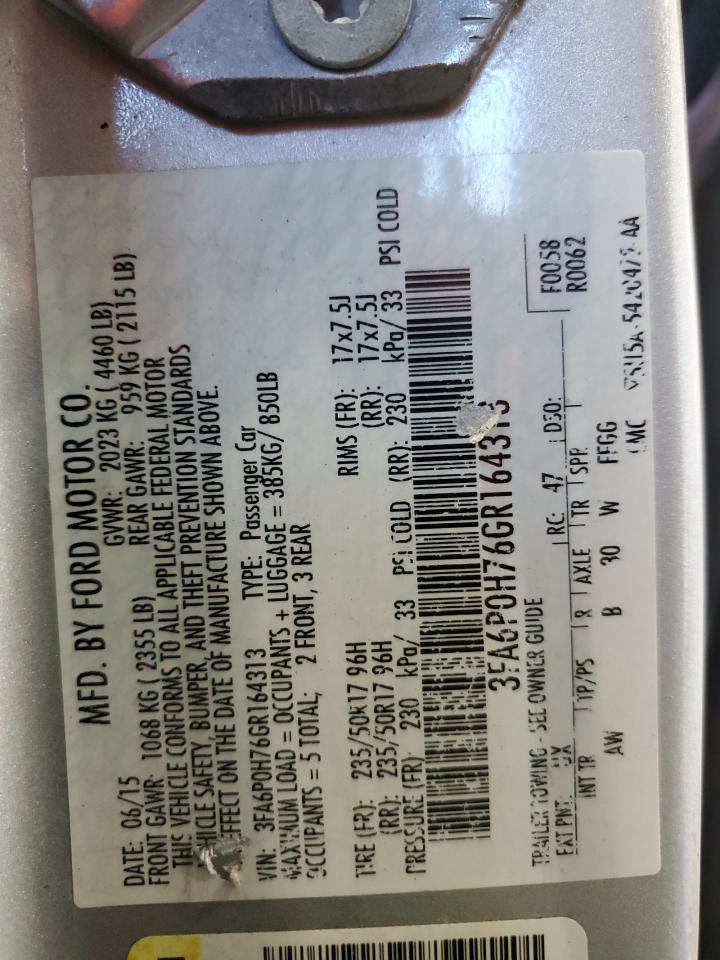 MFD. BY FORD MOTOR CO.
DATE: 06/15 GVWR: 2023 KG ( 4460 LB)
FRONT GAWR: 1068 KG ( 2355 LB) REAR GAWR: 959 KG ( 2115 LB)
THIS VEHICLE CONFORMS TO ALL APPLICABLE FEDERAL MOTOR
VEHICLE SAFETY, BUMPER, AND THEFT PREVENTION STANDARDS
EFFECT ON THE DATE OF MANUFACTURE SHOWN ABOVE.
VIN: 3FA6P0H76GR164313 TYPE: Passenger Car
MAXIMUM LOAD = OCCUPANTS + LUGGAGE = 385KG/ 850LB
OCCUPANTS = 5 TOTAL; 2 FRONT, 3 REAR
TIRE (FR): 235/50R17 96H RIMS (FR): 17x7.5J
(RR): 235/50R17 96H (RR): 17x7.5J
PRESSURE (FR): 230 kPa/ 33 PSI COLD (RR): 230 kPa/ 33 PSI COLD
3FA6P0H76GR164313
TRAILER TOWING - SEE OWNER GUIDE F0058
R0062
EXT PNT: UX RC: 47 DSO:
INT TR TP/PS R AXLE TR SPR
AW B 30 W FFGG